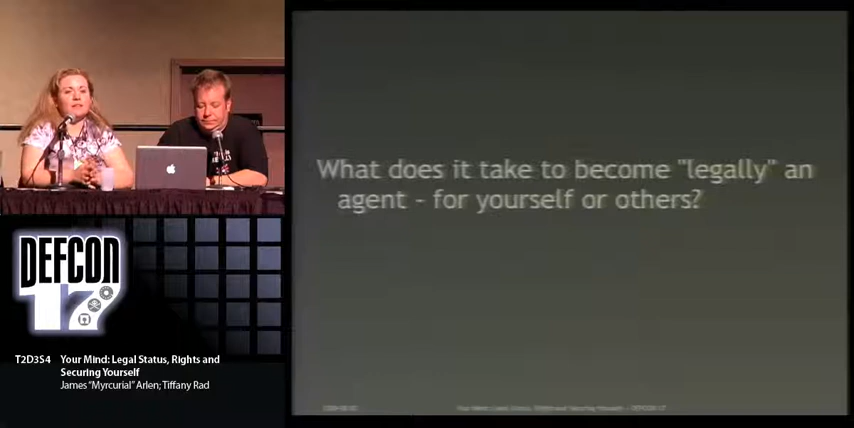 What does it take to become "legally" an
agent - for yourself or others?
DEFCON
17
T2D3S4 Your Mind: Legal Status, Rights and
Securing Yourself
James "Myrcurial" Arlen; Tiffany Rad